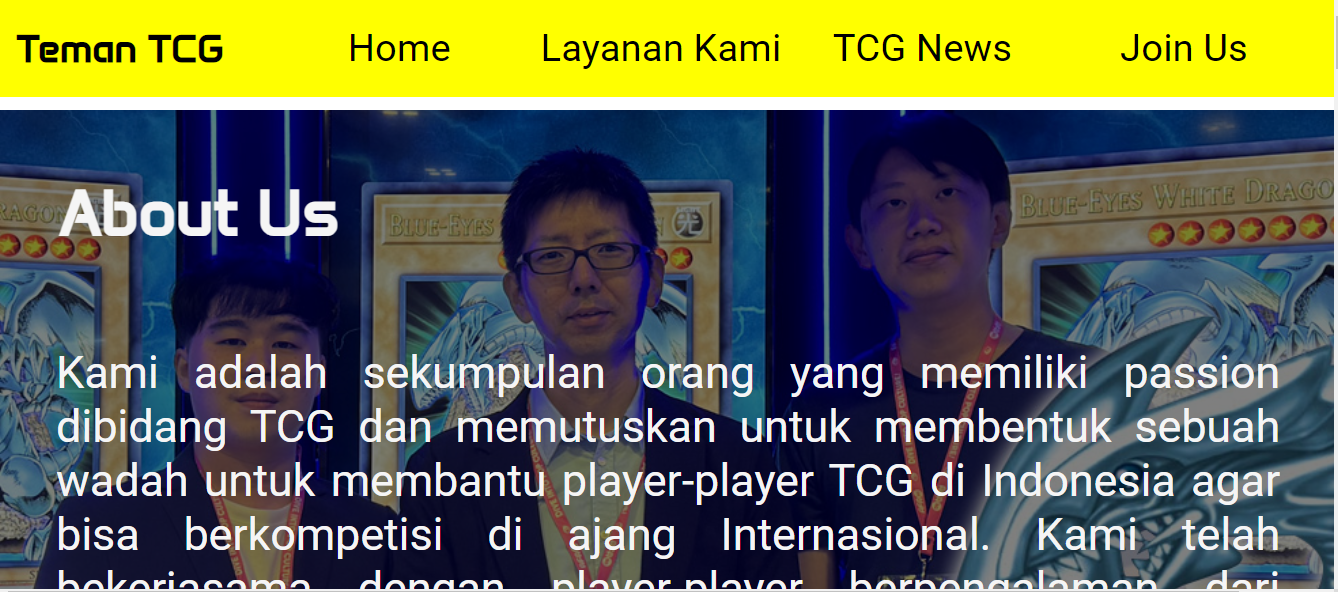 Teman TCG Home Layanan Kami TCG News Join Us
About Us
BLUE-EYES
BLUE-EYES WHITE DRAGO
Kami adalah sekumpulan orang yang memiliki passion
dibidang TCG dan memutuskan untuk membentuk sebuah
wadah untuk membantu player-player TCG di Indonesia agar
bisa berkompetisi di ajang Internasional. Kami telah
bekerjasama dengan player-player berpengalaman dari